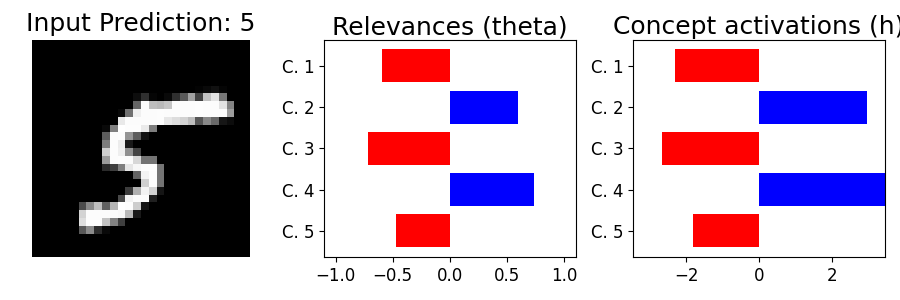 Input Prediction: 5
5
Relevances (theta)
C. 1
C. 2
C. 3
C. 4
C. 5
−1.0 −0.5 0.0 0.5 1.0
Concept activations (h)
C. 1
C. 2
C. 3
C. 4
C. 5
−2 0 2